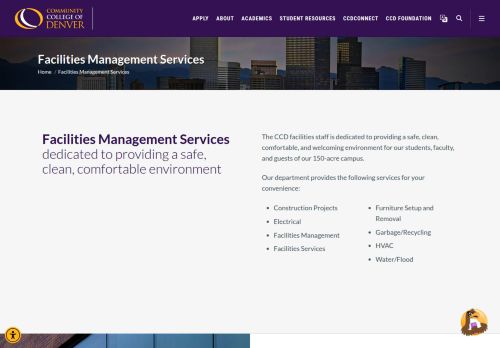 COMMUNITY
COLLEGE OF
DENVER
APPLY ABOUT ACADEMICS STUDENT RESOURCES CCDCONNECT CCD FOUNDATION
Facilities Management Services
Home / Facilities Management Services
Facilities Management Services
dedicated to providing a safe,
clean, comfortable environment
The CCD facilities staff is dedicated to providing a safe, clean,
comfortable, and welcoming environment for our students, faculty,
and guests of our 150-acre campus.
Our department provides the following services for your
convenience:
Construction Projects
Electrical
Facilities Management
Facilities Services
Furniture Setup and
Removal
Garbage/Recycling
HVAC
Water/Flood